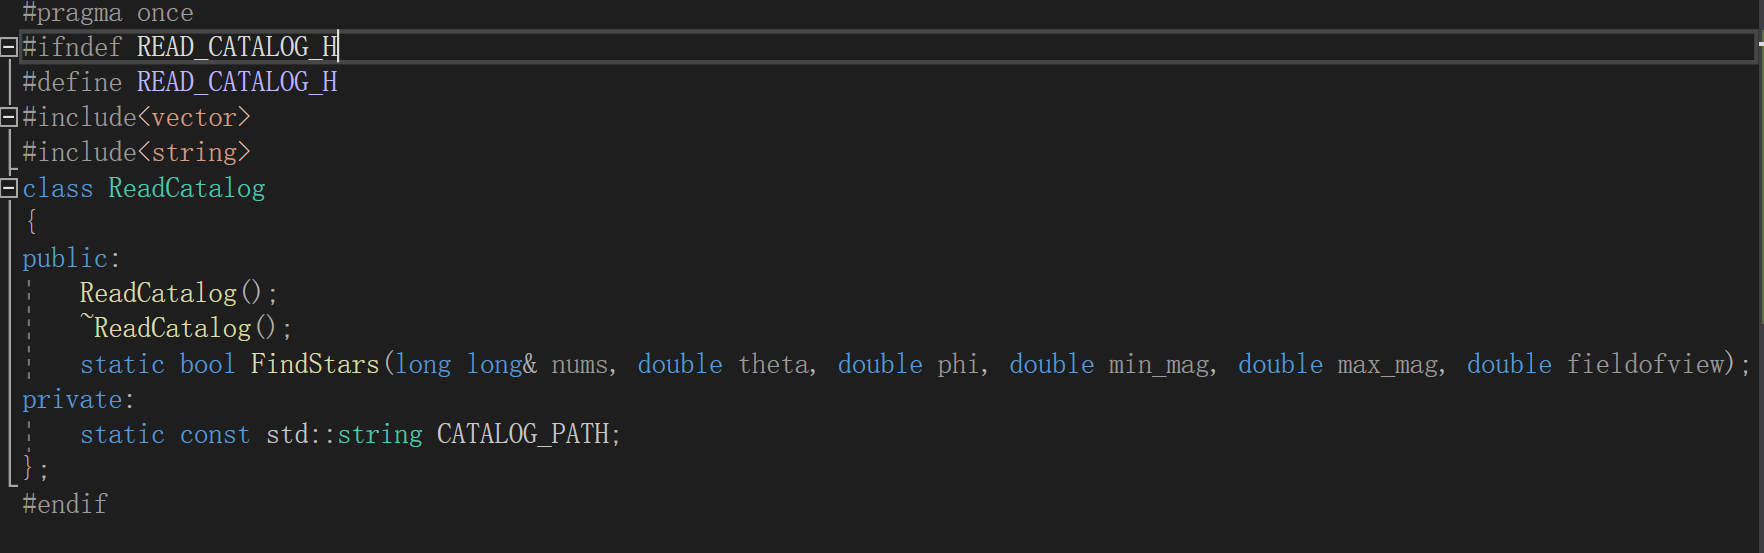 #pragma once
#ifndef READ_CATALOG_H
#define READ_CATALOG_H
#include<vector>
#include<string>
class ReadCatalog
{
public:
    ReadCatalog();
    ~ReadCatalog();
    static bool FindStars(long long& nums, double theta, double phi, double min_mag, double max_mag, double fieldofview);
private:
    static const std::string CATALOG_PATH;
};
#endif